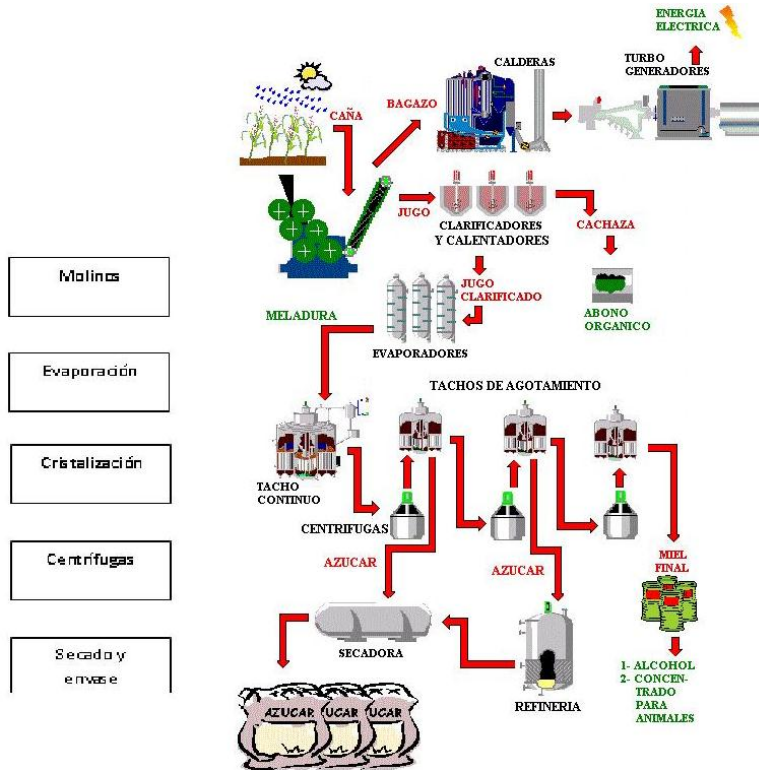 ENERGIA
ELECTRICA
TURBO
GENERADORES
CALDERAS
BAGAZO
CAÑA
JUGO
CLARIFICADORES
Y CALENTADORES
CACHAZA
ABONO
ORGANICO
JUGO
CLARIFICADO
MELADURA
EVAPORADORES
TACHOS DE AGOTAMIENTO
TACHO
CONTINUO
CENTRIFUGAS
AZUCAR
AZUCAR
MIEL
FINAL
SECADORA
REFINERIA
1- ALCOHOL
2- CONCEN-
TRADO
PARA
ANIMALES
AZUCAR
UCAR
UCAR
Molinos
Evaporación
Cristalización
Centrífugas
Secado y
envase